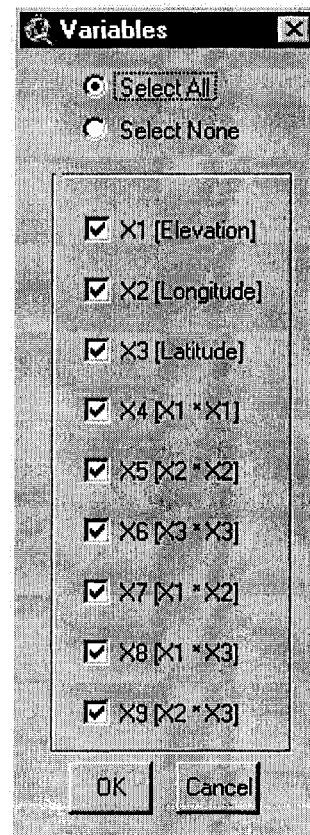 Variables
Select All
Select None
X1 [Elevation]
X2 [Longitude]
X3 [Latitude]
X4 [X1 * X1]
X5 [X2 * X2]
X6 [X3 * X3]
X7 [X1 * X2]
X8 [X1 * X3]
X9 [X2 * X3]
OK Cancel